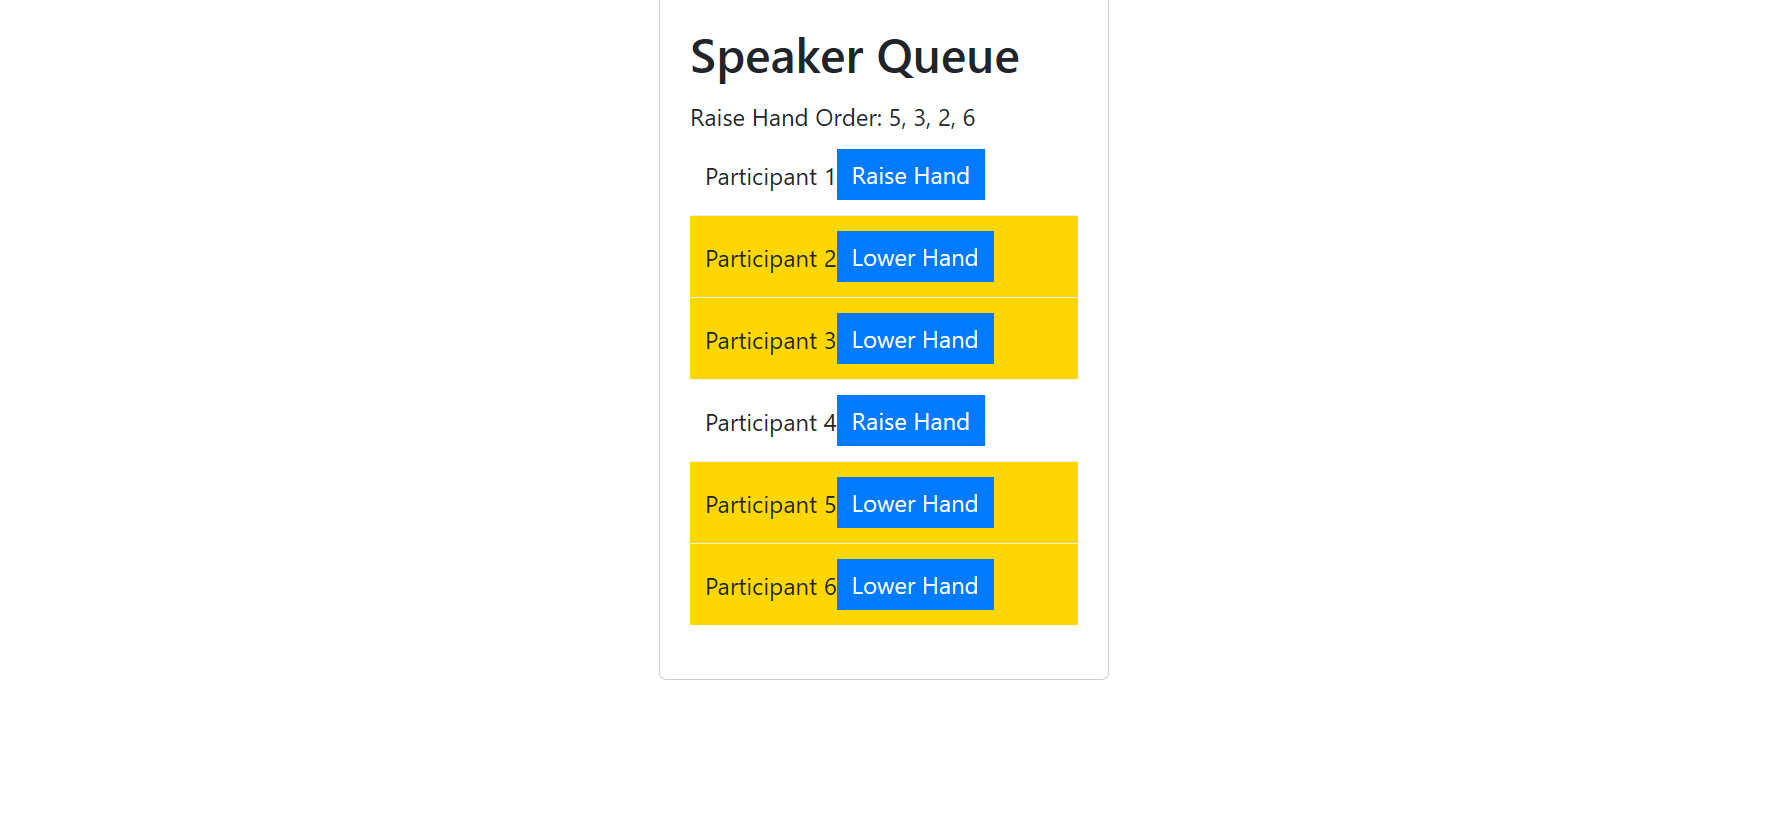 Speaker Queue
Raise Hand Order: 5, 3, 2, 6
Participant 1 Raise Hand
Participant 2 Lower Hand
Participant 3 Lower Hand
Participant 4 Raise Hand
Participant 5 Lower Hand
Participant 6 Lower Hand